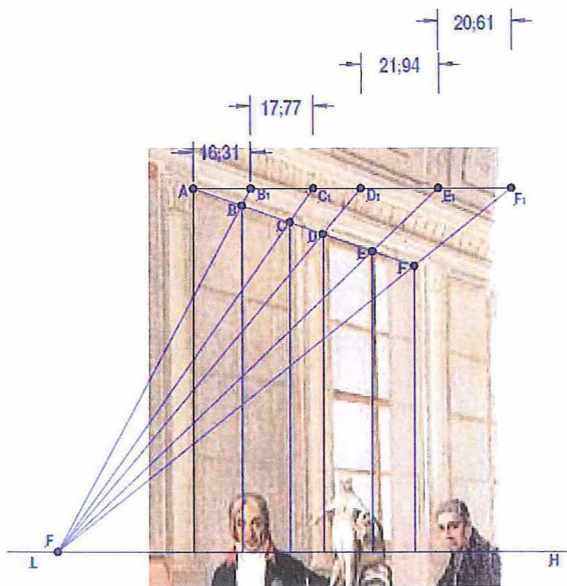 20;61
21;94
17;77
16;31
A B₁ C₁ D₁ E₁ F₁
B
C
D
E
F
F
L H